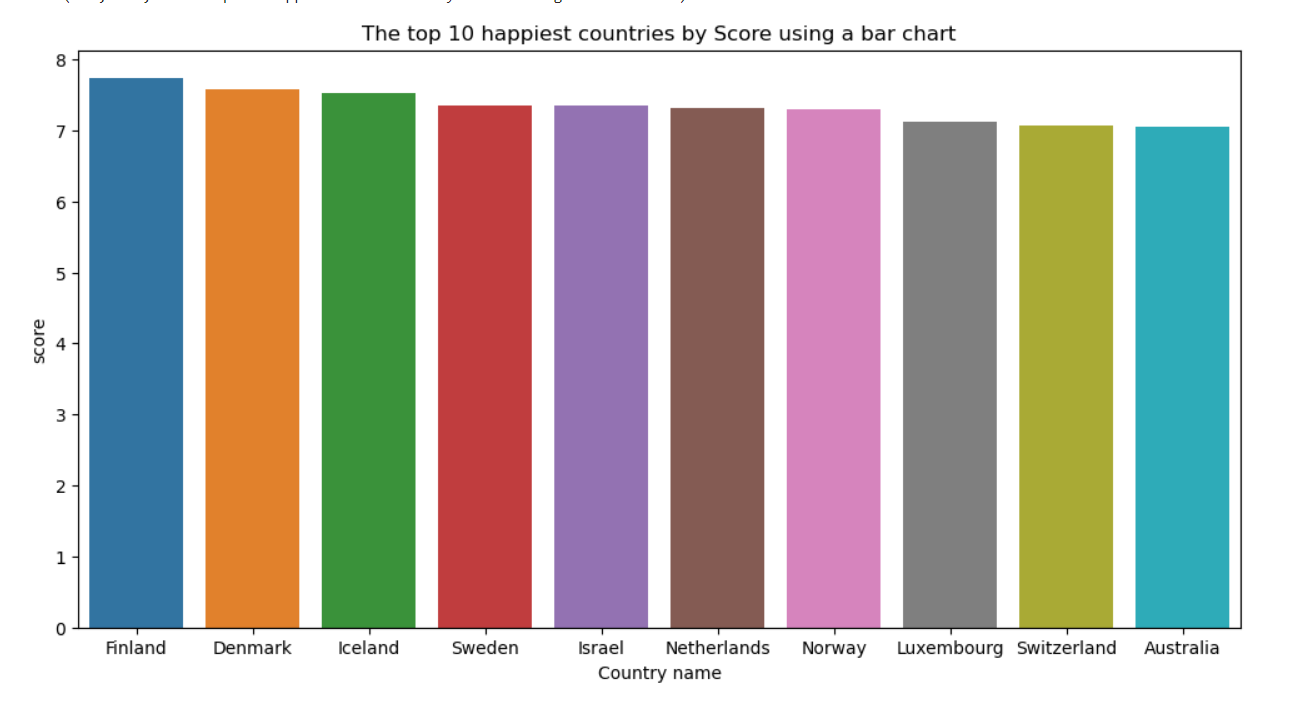 The top 10 happiest countries by Score using a bar chart
8
7
6
5
4
3
2
1
0
score
Finland Denmark Iceland Sweden Israel Netherlands Norway Luxembourg Switzerland Australia
Country name